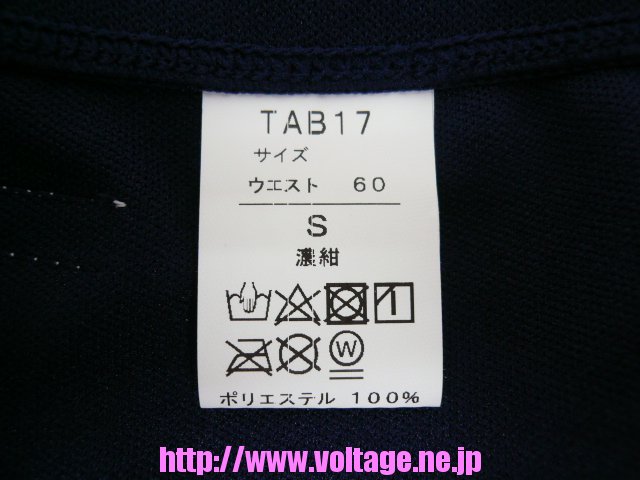 TAB17
サイズ
ウエスト 60
S
濃紺
W
ポリエステル 100%
http://www.voltage.ne.jp